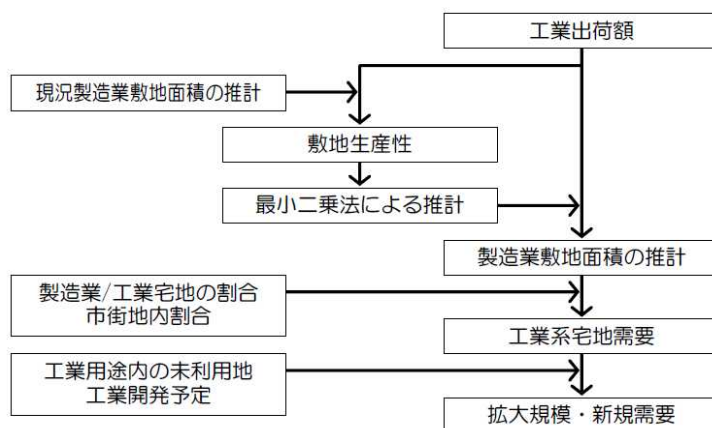 工業出荷額
現況製造業敷地面積の推計
敷地生産性
最小二乗法による推計
製造業敷地面積の推計
製造業/工業宅地の割合
市街地内割合
工業系宅地需要
工業用途内の未利用地
工業開発予定
拡大規模・新規需要